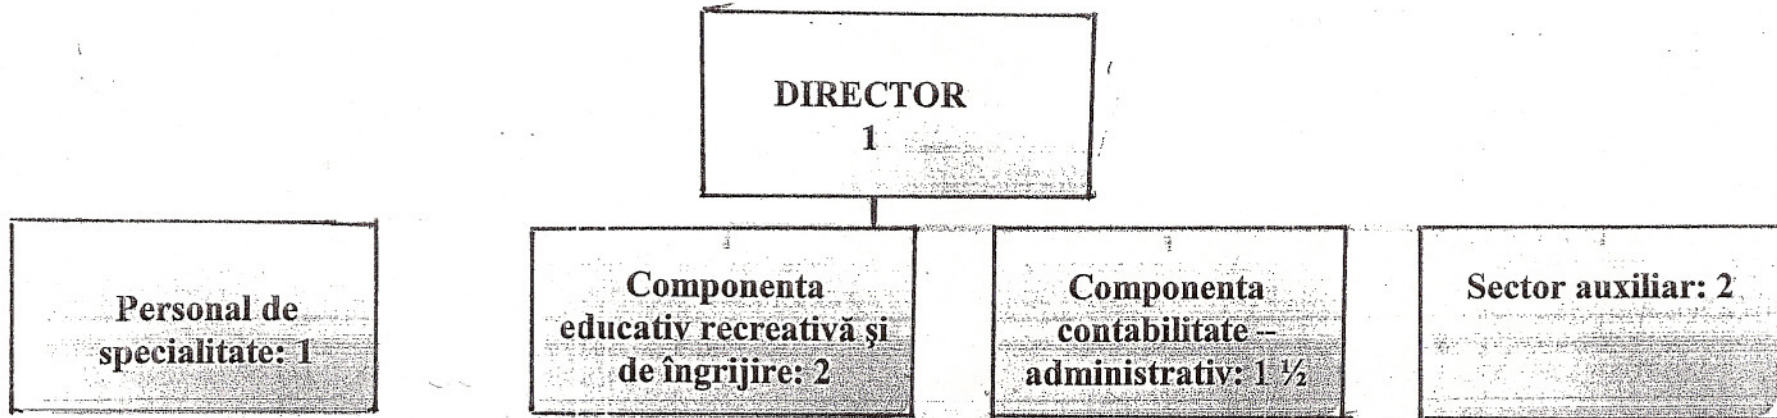 DIRECTOR
1
Personal de
specialitate: 1
Componenta
educativ recreativă şi
de îngrijire: 2
Componenta
contabilitate –
administrativ: 1 ½
Sector auxiliar: 2